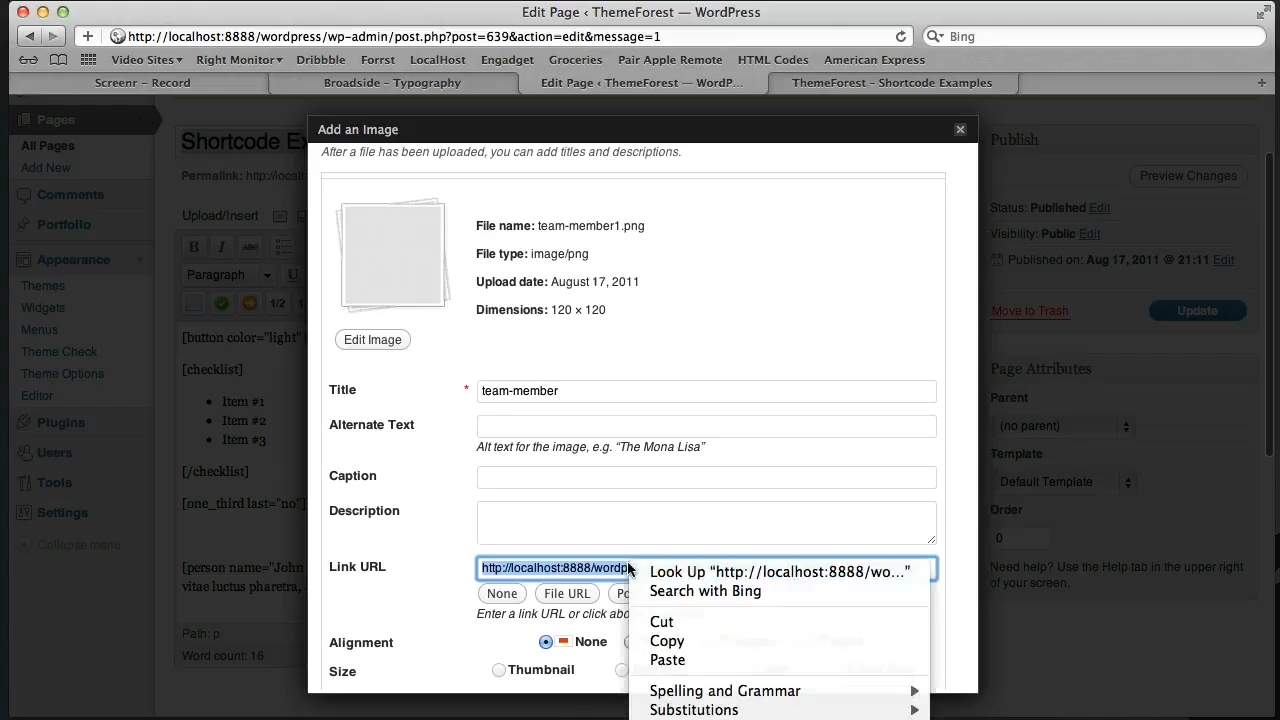 Edit Page ‹ ThemeForest — WordPress
http://localhost:8888/wordpress/wp-admin/post.php?post=639&action=edit&message=1
Bing
Video Sites▾ Right Monitor▾ Dribbble Forrst LocalHost Engadget Groceries Pair Apple Remote HTML Codes American Express
Screenr - Record
Broadside - Typography
Edit Page ‹ ThemeForest — WordP...
ThemeForest - Shortcode Examples
Pages
All Pages
Add New
Comments
Portfolio
Appearance
Themes
Widgets
Menus
Theme Check
Theme Options
Editor
Plugins
Users
Tools
Settings
Collapse menu
Shortcode Ex
Permalink: http://local
Upload/Insert
B I ABC
Paragraph U
1/2
[button color="light"
[checklist]
• Item #1
• Item #2
• Item #3
[/checklist]
[one_third last="no"]
[person name="
vitae luctus pharetra,
Path: p
Word count: 16
Add an Image
After a file has been uploaded, you can add titles and descriptions.
File name: team-member1.png
File type: image/png
Upload date: August 17, 2011
Dimensions: 120 × 120
Edit Image
Title * team-member
Alternate Text
Alt text for the image, e.g. “The Mona Lisa”
Caption
Description
Link URL http://localhost:8888/wordp
None File URL Po
Enter a link URL or click abo
Alignment None
Size Thumbnail
Look Up “http://localhost:8888/wo...”
Search with Bing
Cut
Copy
Paste
Spelling and Grammar
Substitutions
Publish
Preview Changes
Status: Published Edit
Visibility: Public Edit
Published on: Aug 17, 2011 @ 21:11 Edit
Move to Trash
Update
Page Attributes
Parent
(no parent)
Template
Default Template
Order
0
Need help? Use the Help tab in the upper
right of your screen.